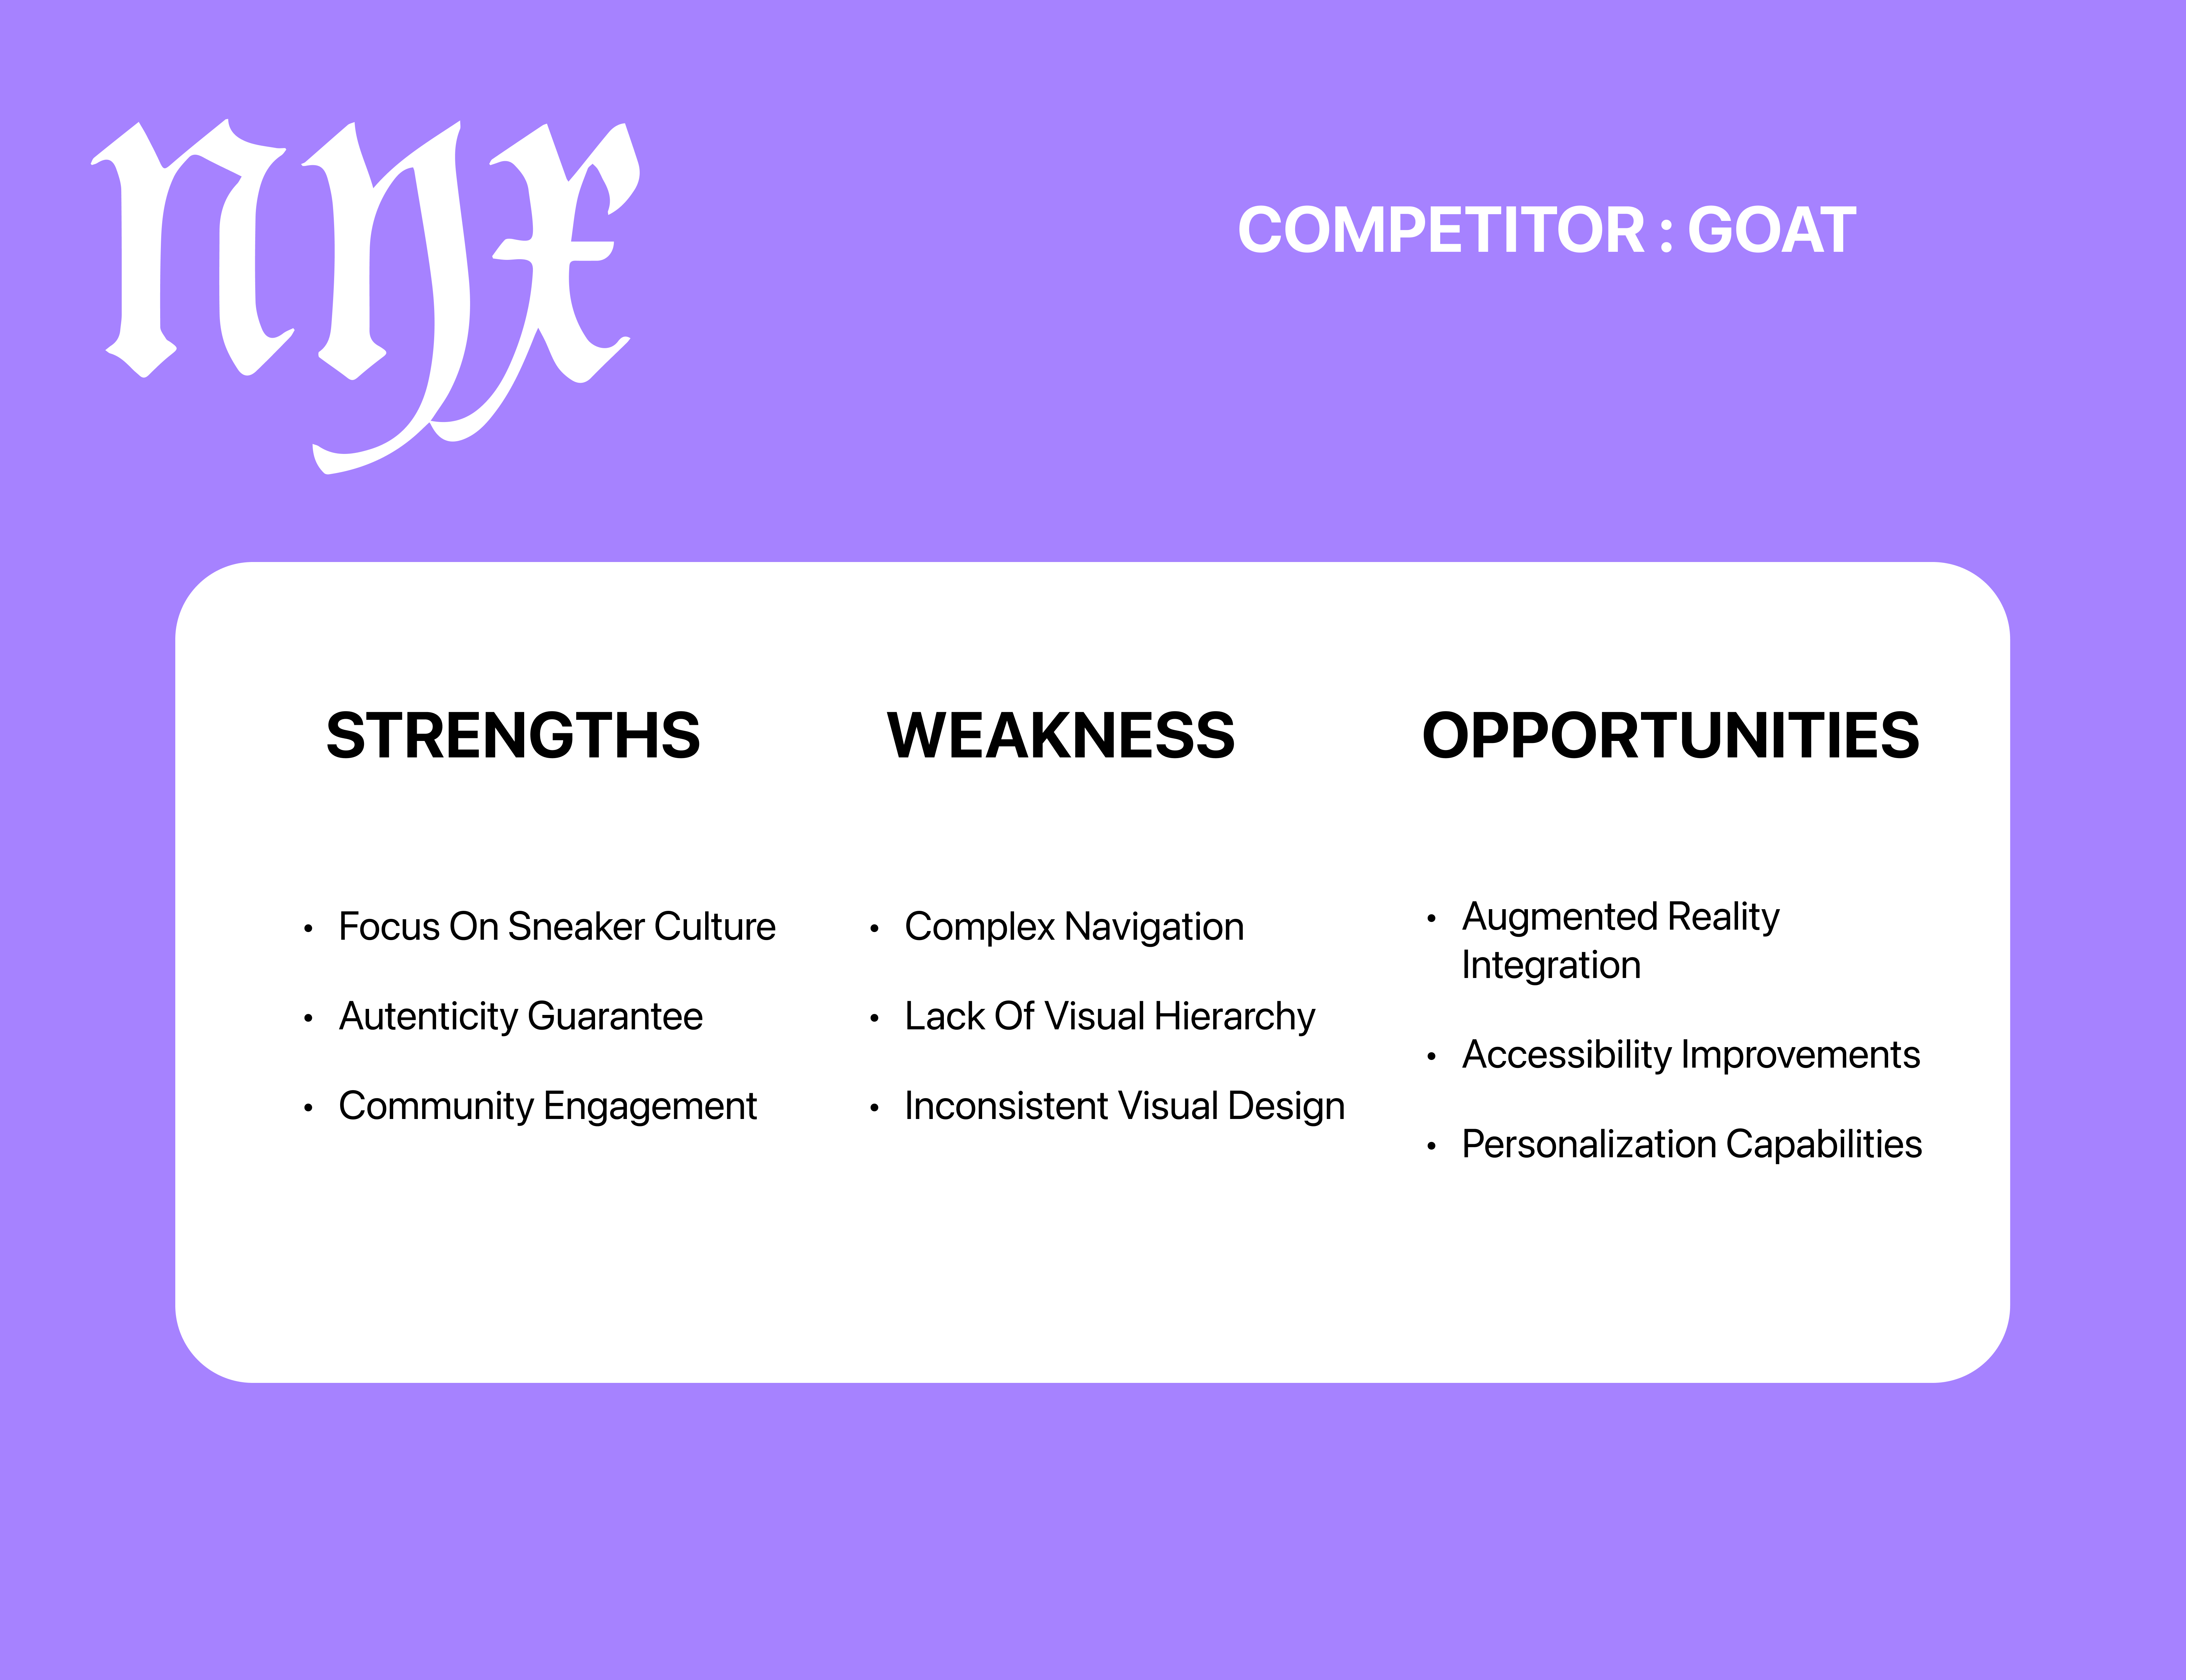 nyx
COMPETITOR : GOAT
STRENGTHS
• Focus On Sneaker Culture
• Autenticity Guarantee
• Community Engagement
WEAKNESS
• Complex Navigation
• Lack Of Visual Hierarchy
• Inconsistent Visual Design
OPPORTUNITIES
• Augmented Reality
Integration
• Accessibility Improvements
• Personalization Capabilities